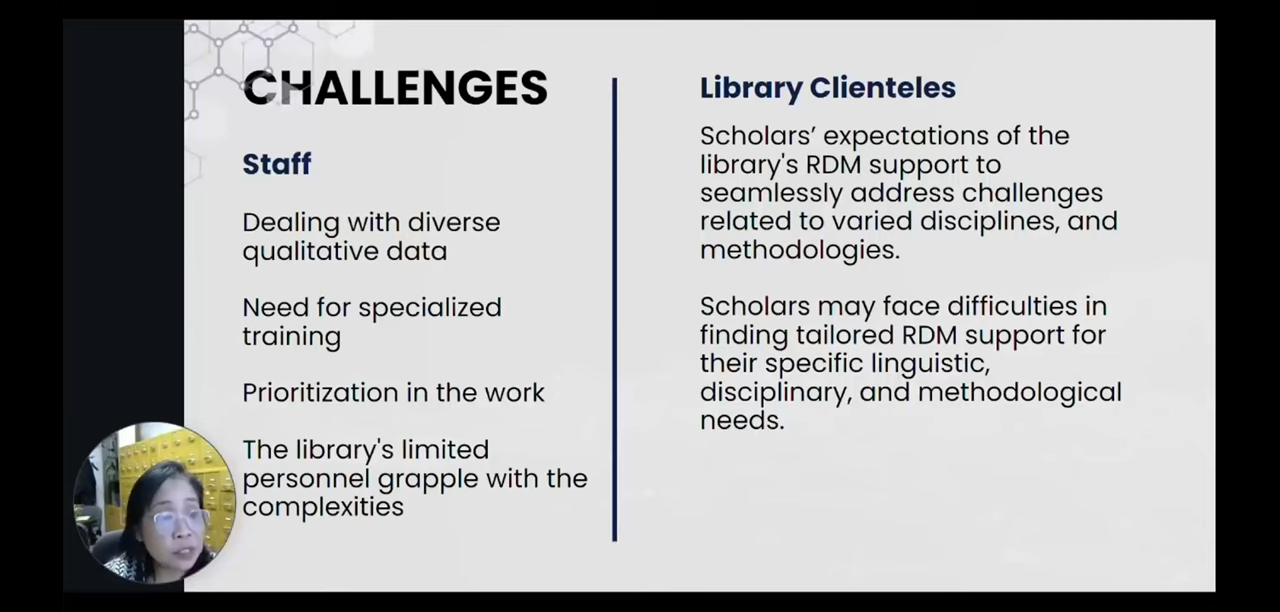 CHALLENGES
Staff
Dealing with diverse
qualitative data
Need for specialized
training
Prioritization in the work
The library's limited
personnel grapple with the
complexities
Library Clienteles
Scholars’ expectations of the
library's RDM support to
seamlessly address challenges
related to varied disciplines, and
methodologies.
Scholars may face difficulties in
finding tailored RDM support for
their specific linguistic,
disciplinary, and methodological
needs.